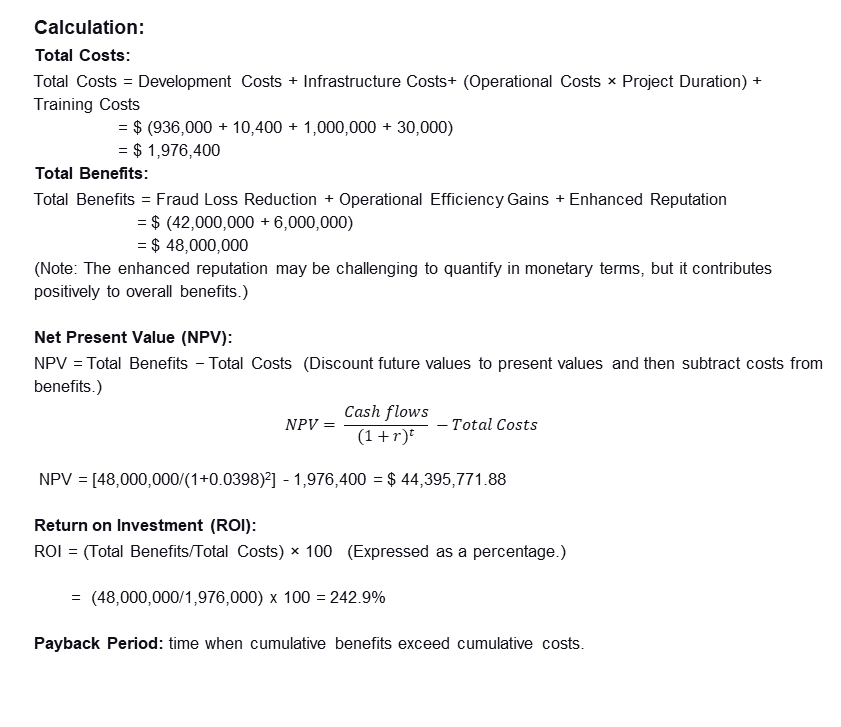 Calculation:
Total Costs:
Total Costs = Development Costs + Infrastructure Costs+ (Operational Costs × Project Duration) +
Training Costs
= $ (936,000 + 10,400 + 1,000,000 + 30,000)
= $ 1,976,400
Total Benefits:
Total Benefits = Fraud Loss Reduction + Operational Efficiency Gains + Enhanced Reputation
= $ (42,000,000 + 6,000,000)
= $ 48,000,000
(Note: The enhanced reputation may be challenging to quantify in monetary terms, but it contributes
positively to overall benefits.)
Net Present Value (NPV):
NPV = Total Benefits − Total Costs (Discount future values to present values and then subtract costs from
benefits.)
NPV = Cash flows / (1 + r)^t − Total Costs
NPV = [48,000,000/(1+0.0398)²] - 1,976,400 = $ 44,395,771.88
Return on Investment (ROI):
ROI = (Total Benefits/Total Costs) × 100 (Expressed as a percentage.)
= (48,000,000/1,976,000) x 100 = 242.9%
Payback Period: time when cumulative benefits exceed cumulative costs.